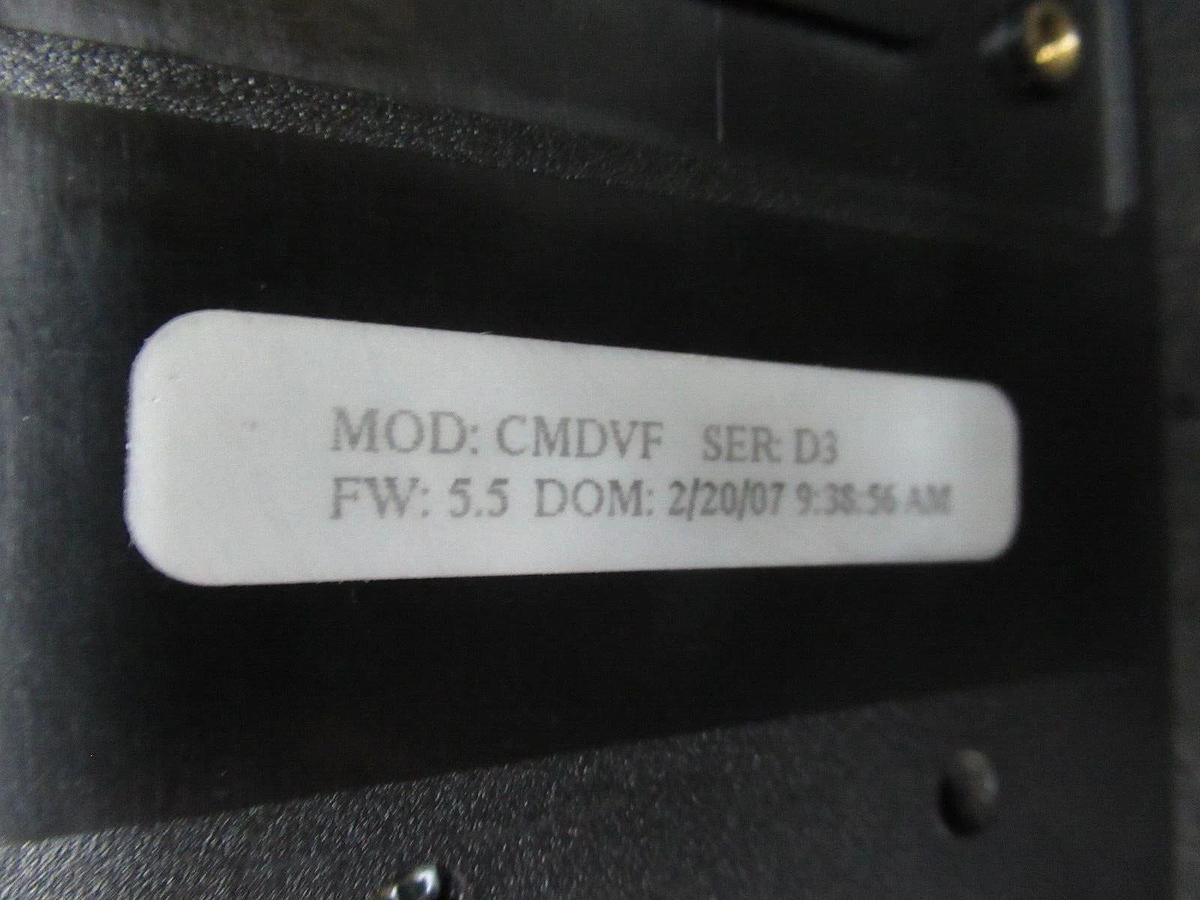 MOD: CMDVF SER: D3
FW: 5.5 DOM: 2/20/07 9:38:56 AM